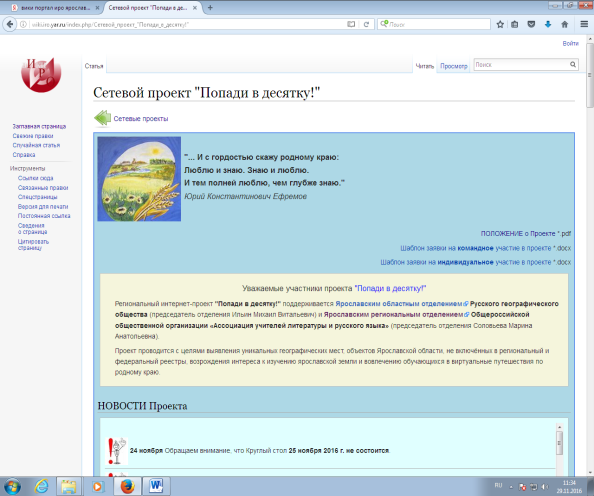 вики портал иро ярослав...
Сетевой проект "Попади в де...
wiki.iro.yar.ru/index.php/Сетевой_проект_"Попади_в_десятку!"
Поиск
Войти
Статья
Читать
Просмотр
Поиск
Сетевой проект "Попади в десятку!"
Сетевые проекты
Заглавная страница
Свежие правки
Случайная статья
Справка
Инструменты
Ссылки сюда
Связанные правки
Спецстраницы
Версия для печати
Постоянная ссылка
Сведения
о странице
Цитировать
страницу
"... И с гордостью скажу родному краю:
Люблю и знаю. Знаю и люблю.
И тем полней люблю, чем глубже знаю."
Юрий Константинович Ефремов
ПОЛОЖЕНИЕ о Проекте *.pdf
Шаблон заявки на командное участие в проекте *.docx
Шаблон заявки на индивидуальное участие в проекте *.docx
Уважаемые участники проекта "Попади в десятку!"
Региональный интернет-проект "Попади в десятку!" поддерживается Ярославским областным отделением Русского географического
общества (председатель отделения Ильин Михаил Витальевич) и Ярославским региональным отделением Общероссийской
общественной организации «Ассоциация учителей литературы и русского языка» (председатель отделения Соловьева Марина
Анатольевна).
Проект проводится с целями выявления уникальных географических мест, объектов Ярославской области, не включённых в региональный и
федеральный реестры, возрождения интереса к изучению ярославской земли и вовлечению обучающихся в виртуальные путешествия по
родному краю.
НОВОСТИ Проекта
24 ноября Обращаем внимание, что Круглый стол 25 ноября 2016 г. не состоится
RU
11:34
29.11.2016